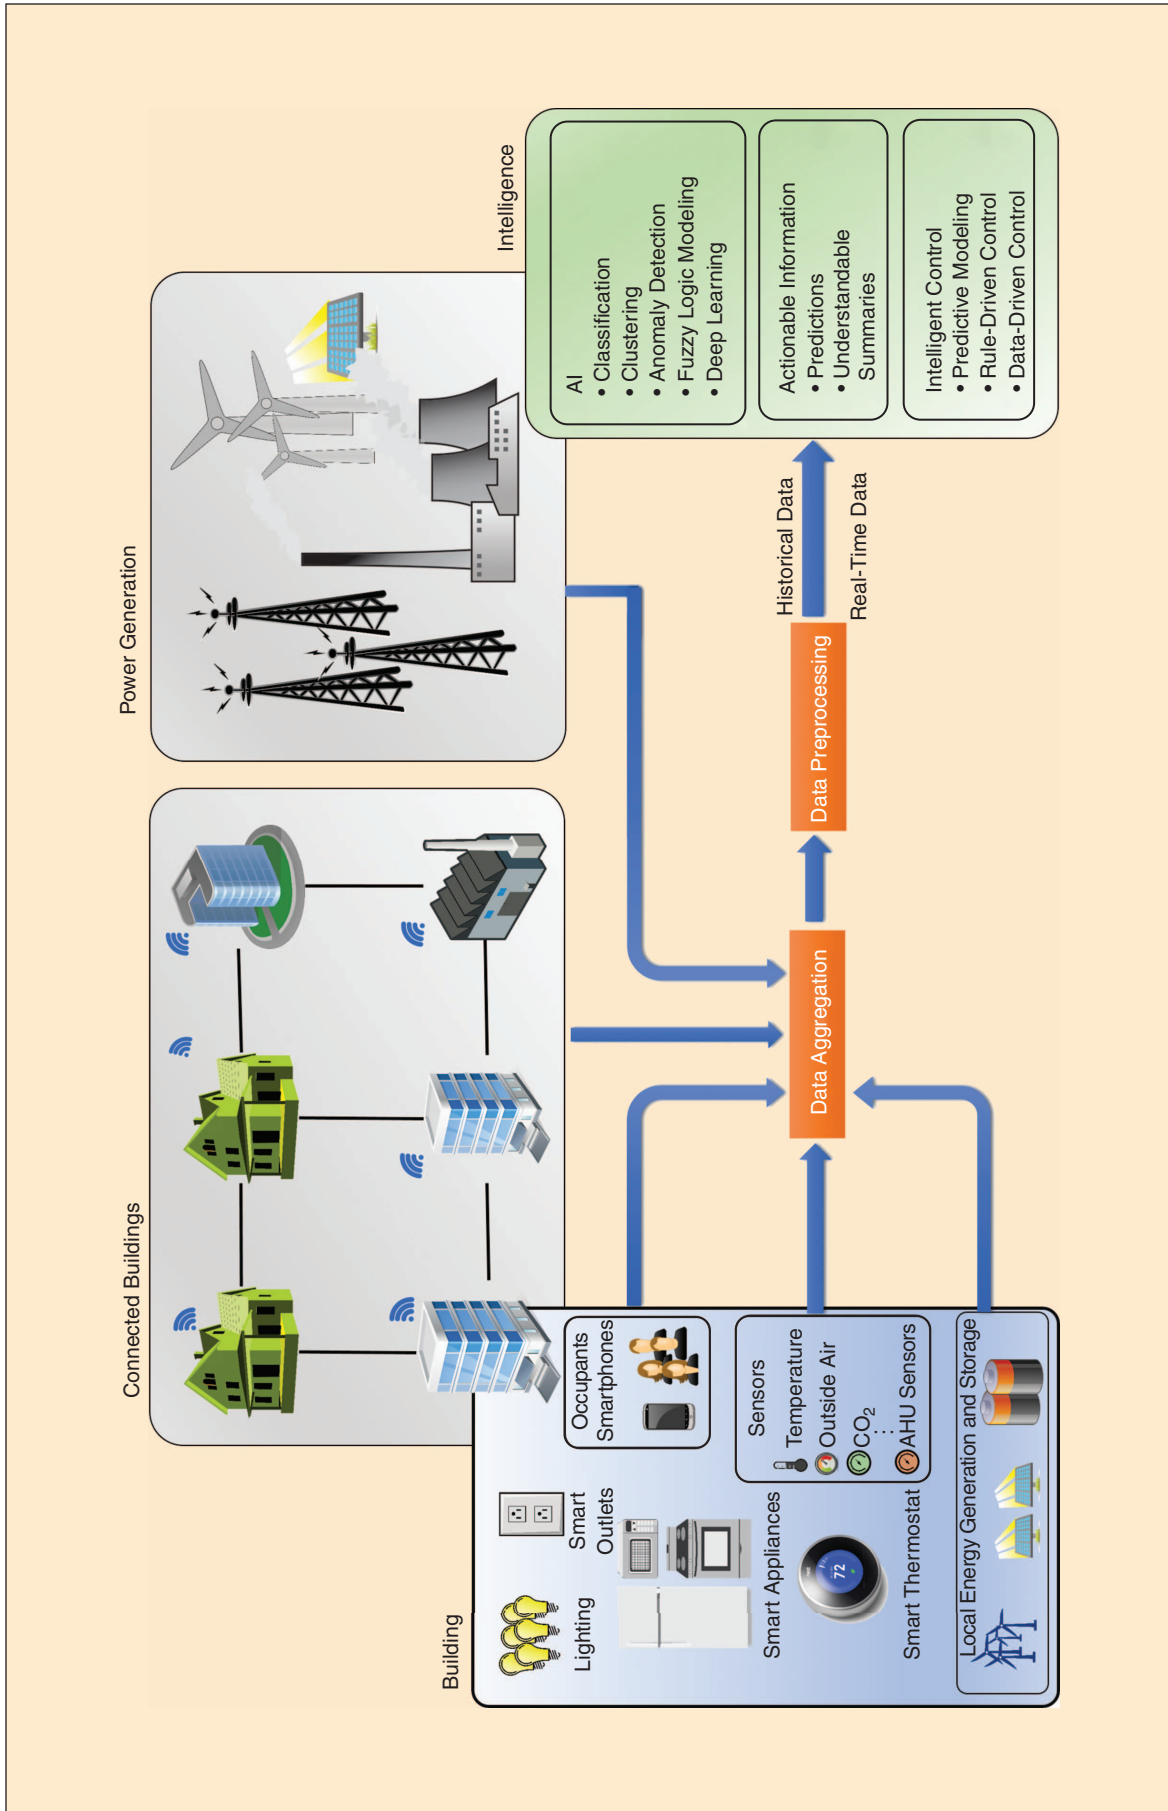 Connected Buildings
Power Generation
Building
Lighting
Smart
Outlets
Smart Appliances
Smart Thermostat
72
Occupants
Smartphones
Sensors
Temperature
Outside Air
CO₂
AHU Sensors
Local Energy Generation and Storage
Data Aggregation
Data Preprocessing
Historical Data
Real-Time Data
Intelligence
AI
• Classification
• Clustering
• Anomaly Detection
• Fuzzy Logic Modeling
• Deep Learning
Actionable Information
• Predictions
• Understandable
Summaries
Intelligent Control
• Predictive Modeling
• Rule-Driven Control
• Data-Driven Control